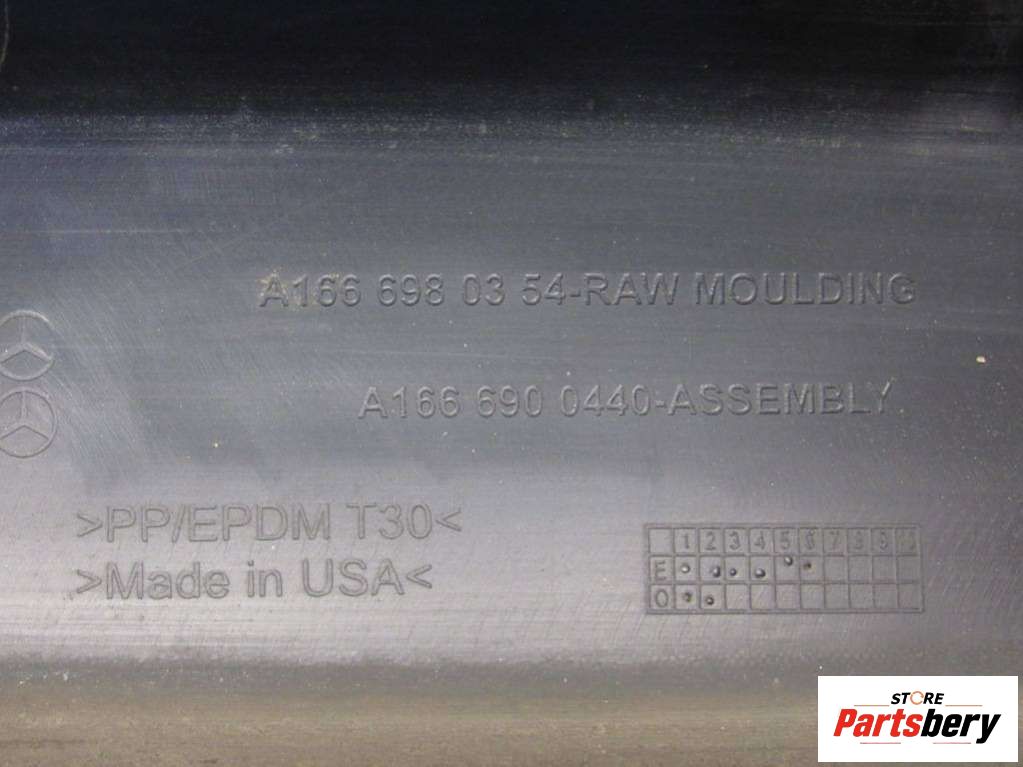 A166 698 03 54-RAW MOULDING
A166 690 0440-ASSEMBLY
>PP/EPDM T30<
>Made in USA<
1 2 3 4 5 6 7 8 9 10
E
O
STORE
Partsbery